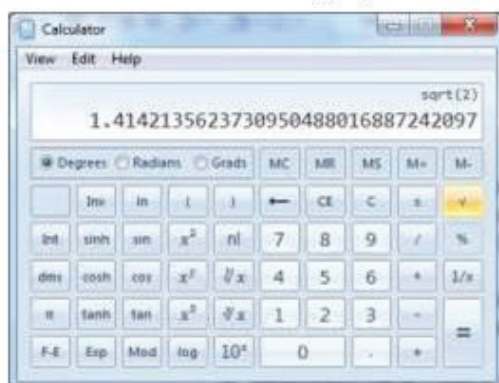 Calculator
View Edit Help
sqrt(2)
1.4142135623730950488016887242097
Degrees Radians Grads MC MR MS M+ M-
Inv ln ( ) ← CE C ± √
Int sinh sin x² n! 7 8 9 / %
dms cosh cos xʸ ʸ√x 4 5 6 * 1/x
π tanh tan x³ ³√x 1 2 3 - =
F-E Exp Mod log 10ˣ 0 . +